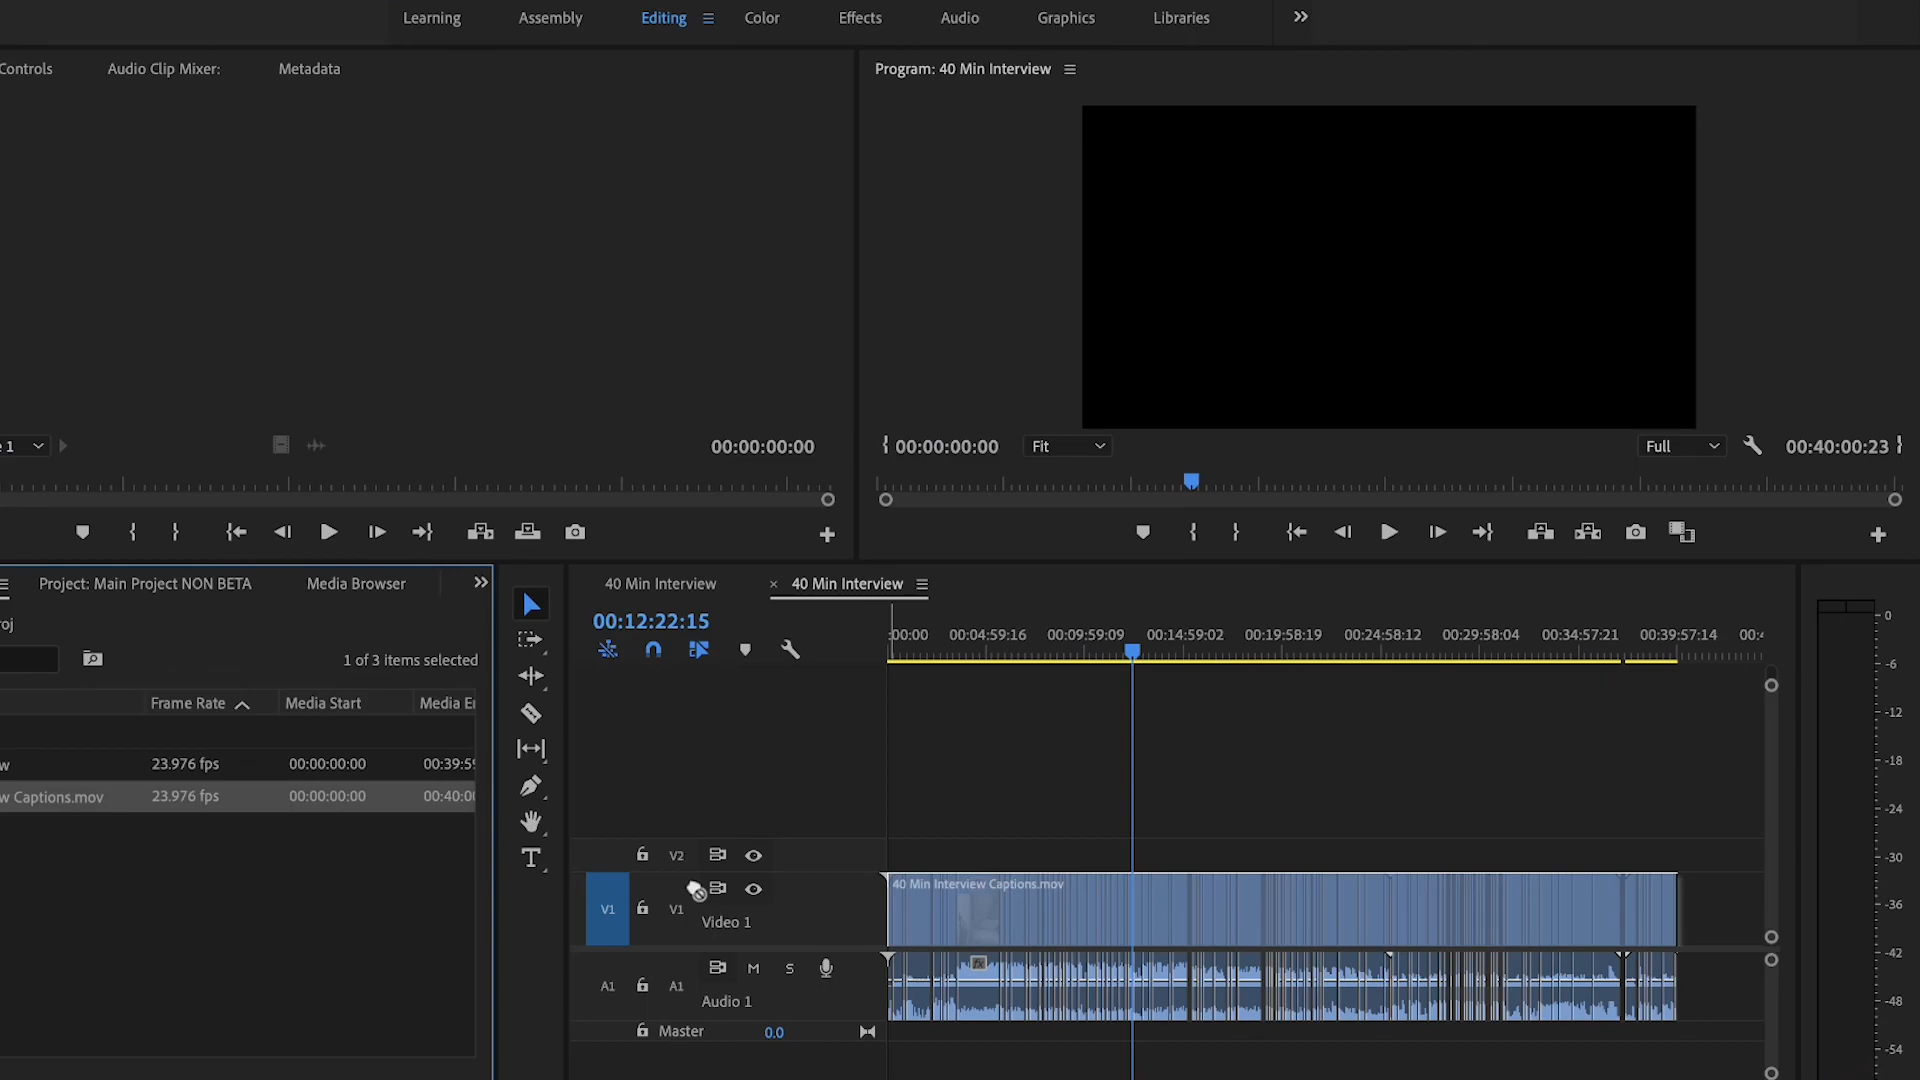 Learning Assembly Editing Color Effects Audio Graphics Libraries
Controls Audio Clip Mixer: Metadata
Program: 40 Min Interview
1 00:00:00:00
00:00:00:00 Fit Full 00:40:00:23
Project: Main Project NON BETA Media Browser
40 Min Interview × 40 Min Interview
00:12:22:15
oj
:00:00 00:04:59:16 00:09:59:09 00:14:59:02 00:19:58:19 00:24:58:12 00:29:58:04 00:34:57:21 00:39:57:14 00:4
1 of 3 items selected
Frame Rate Media Start Media E
w 23.976 fps 00:00:00:00 00:39:5
w Captions.mov 23.976 fps 00:00:00:00 00:40:0
V2
V1 V1
Video 1
40 Min Interview Captions.mov
A1 A1 M S
fx
Audio 1
Master 0.0
0
-6
-12
-18
-24
-30
-36
-42
-48
-54
T